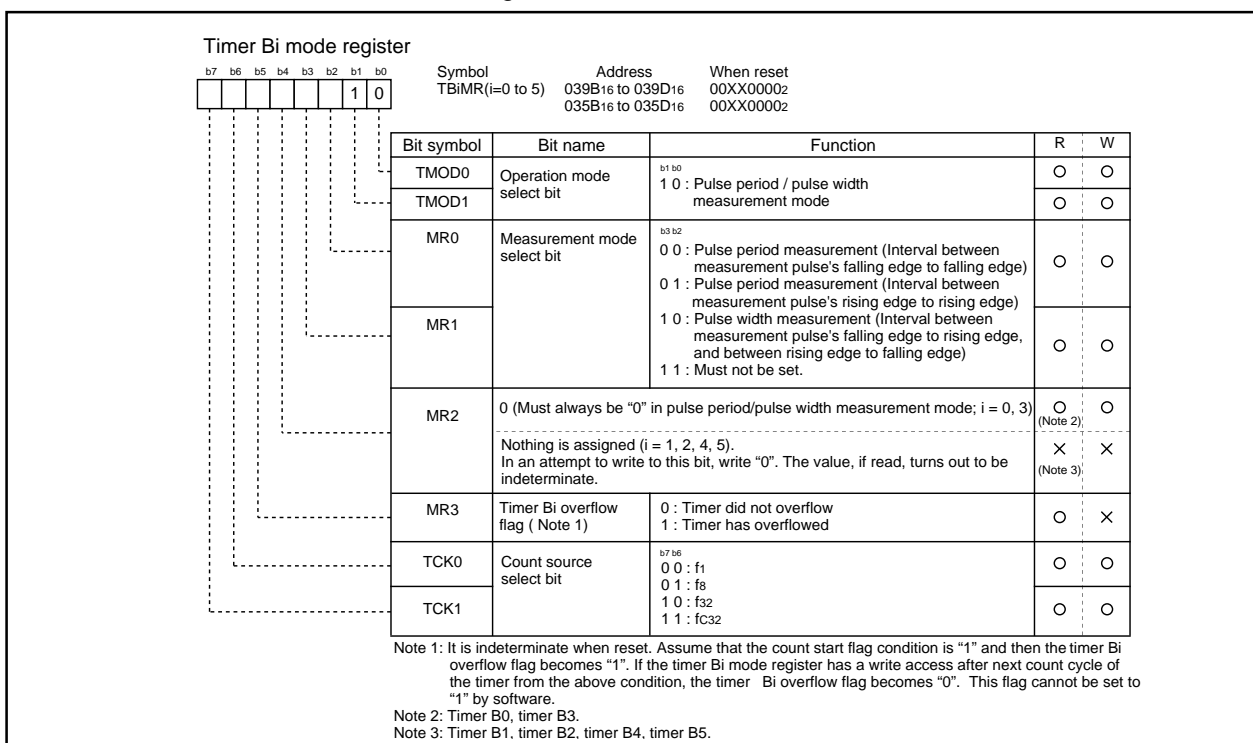 Timer Bi mode register
b7 b6 b5 b4 b3 b2 b1 b0
1 0
Symbol Address When reset
TBiMR(i=0 to 5) 039B16 to 039D16 00XX00002
035B16 to 035D16 00XX00002
Bit symbol Bit name Function R W
TMOD0 Operation mode select bit
TMOD1
b1 b0
1 0 : Pulse period / pulse width
measurement mode
MR0 Measurement mode
select bit
MR1
b3 b2
0 0 : Pulse period measurement (Interval between
measurement pulse's falling edge to falling edge)
0 1 : Pulse period measurement (Interval between
measurement pulse's rising edge to rising edge)
1 0 : Pulse width measurement (Interval between
measurement pulse's falling edge to rising edge,
and between rising edge to falling edge)
1 1 : Must not be set.
MR2 0 (Must always be “0” in pulse period/pulse width measurement mode; i = 0, 3)
(Note 2)
Nothing is assigned (i = 1, 2, 4, 5).
In an attempt to write to this bit, write “0”. The value, if read, turns out to be
indeterminate.
(Note 3)
MR3 Timer Bi overflow
flag ( Note 1)
0 : Timer did not overflow
1 : Timer has overflowed
TCK0 Count source
select bit
TCK1
b7 b6
0 0 : f1
0 1 : f8
1 0 : f32
1 1 : fC32
Note 1: It is indeterminate when reset. Assume that the count start flag condition is “1” and then the timer Bi
overflow flag becomes “1”. If the timer Bi mode register has a write access after next count cycle of
the timer from the above condition, the timer Bi overflow flag becomes “0”. This flag cannot be set to
“1” by software.
Note 2: Timer B0, timer B3.
Note 3: Timer B1, timer B2, timer B4, timer B5.